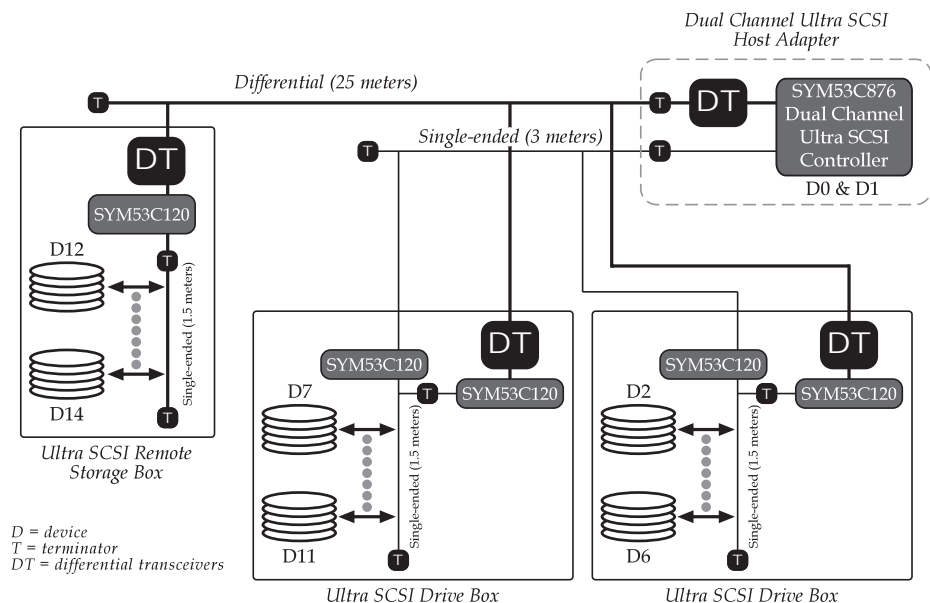 Dual Channel Ultra SCSI
Host Adapter
Differential (25 meters)
T
T
DT
SYM53C876
Dual Channel
Ultra SCSI
Controller
D0 & D1
Single-ended (3 meters)
T
T
DT
SYM53C120
T
D12
D14
Single-ended (1.5 meters)
T
Ultra SCSI Remote
Storage Box
DT
SYM53C120
T
SYM53C120
D7
D11
Single-ended (1.5 meters)
T
Ultra SCSI Drive Box
DT
SYM53C120
T
SYM53C120
D2
D6
Single-ended (1.5 meters)
T
Ultra SCSI Drive Box
D = device
T = terminator
DT = differential transceivers